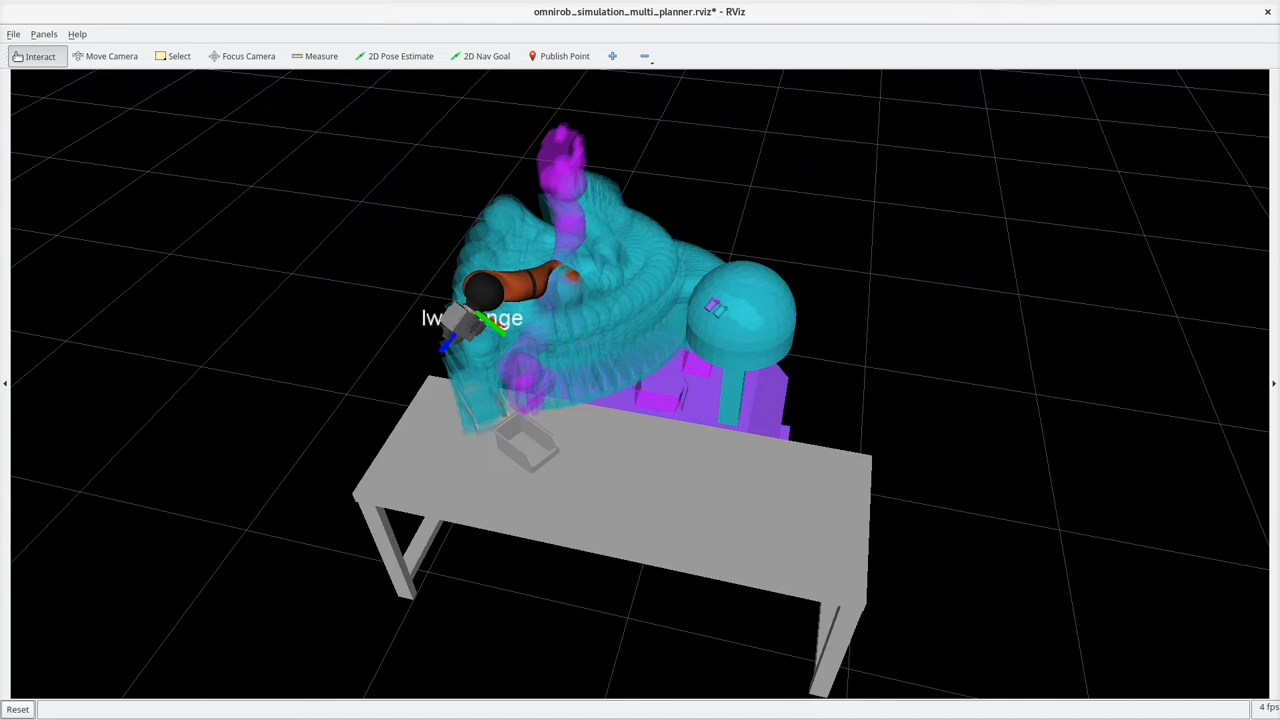 omnirob_simulation_multi_planner.rviz* - RViz
File Panels Help
Interact Move Camera Select Focus Camera Measure 2D Pose Estimate 2D Nav Goal Publish Point
Reset 4 fps